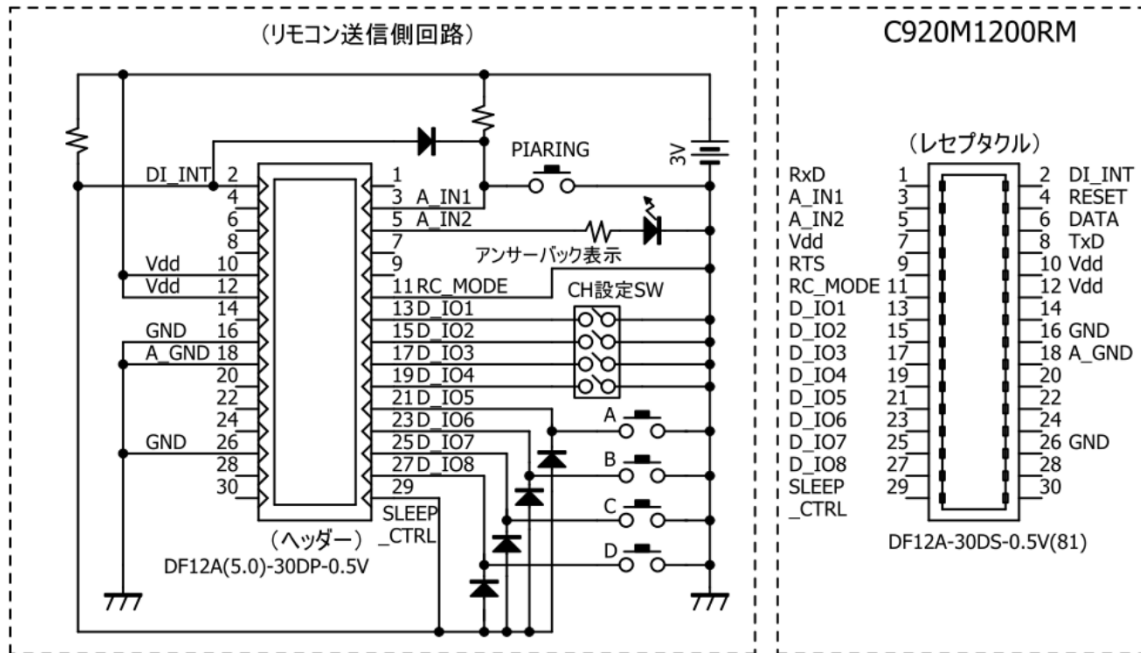 (リモコン送信側回路)
DI_INT 2
4
6
8
Vdd 10
Vdd 12
14
GND 16
A_GND 18
20
22
24
GND 26
28
30
1
3 A_IN1
5 A_IN2
7
9
11 RC_MODE
13 D_IO1
15 D_IO2
17 D_IO3
19 D_IO4
21 D_IO5
23 D_IO6
25 D_IO7
27 D_IO8
29
SLEEP
_CTRL
PIARING
3V
アンサーバック表示
CH設定SW
A
B
C
D
(ヘッダー)
DF12A(5.0)-30DP-0.5V
C920M1200RM
(レセプタクル)
RxD 1
A_IN1 3
A_IN2 5
Vdd 7
RTS 9
RC_MODE 11
D_IO1 13
D_IO2 15
D_IO3 17
D_IO4 19
D_IO5 21
D_IO6 23
D_IO7 25
D_IO8 27
SLEEP 29
_CTRL
2 DI_INT
4 RESET
6 DATA
8 TxD
10 Vdd
12 Vdd
14
16 GND
18 A_GND
20
22
24
26 GND
28
30
DF12A-30DS-0.5V(81)